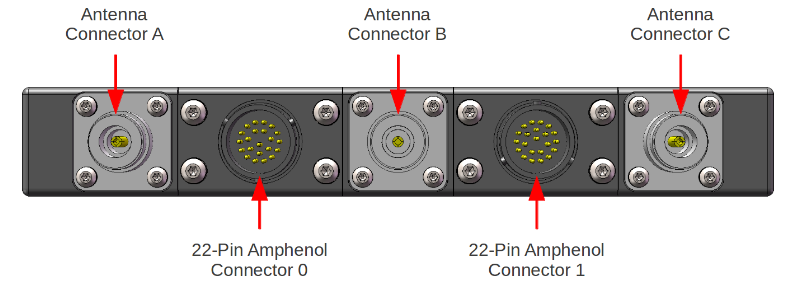 Antenna
Connector A
Antenna
Connector B
Antenna
Connector C
22-Pin Amphenol
Connector 0
22-Pin Amphenol
Connector 1